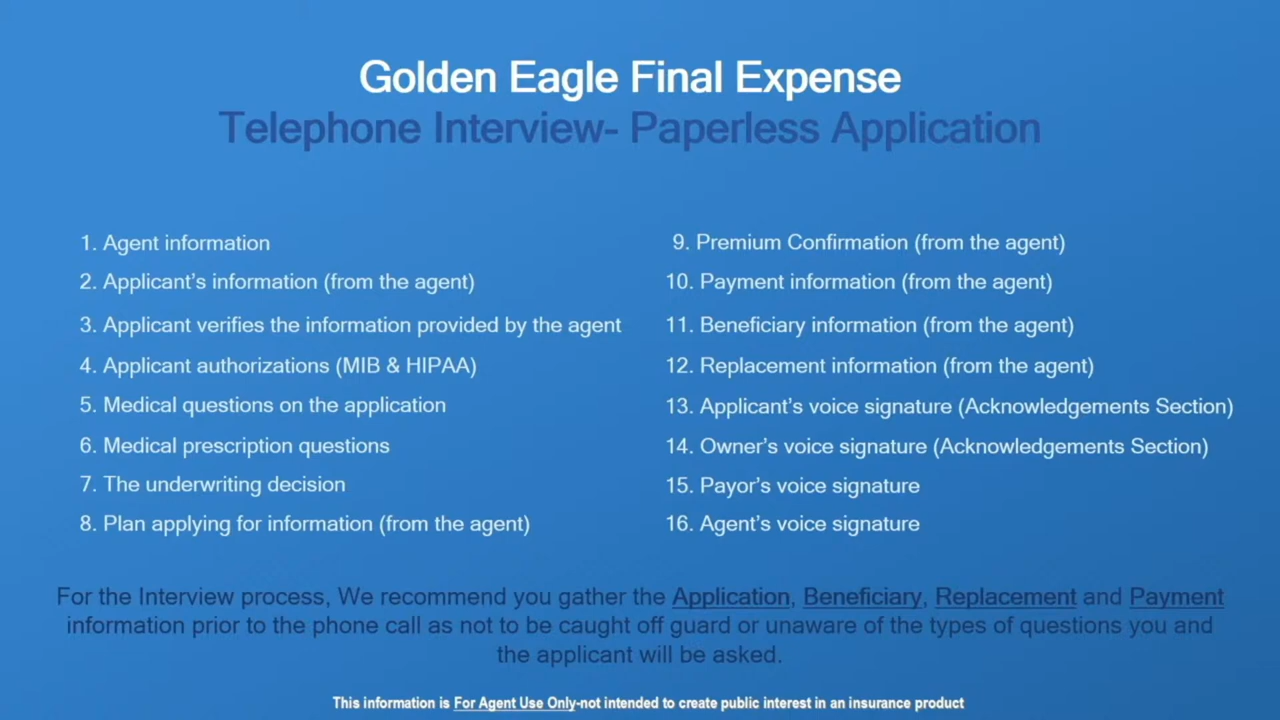 Golden Eagle Final Expense
Telephone Interview- Paperless Application
1. Agent information
2. Applicant's information (from the agent)
3. Applicant verifies the information provided by the agent
4. Applicant authorizations (MIB & HIPAA)
5. Medical questions on the application
6. Medical prescription questions
7. The underwriting decision
8. Plan applying for information (from the agent)
9. Premium Confirmation (from the agent)
10. Payment information (from the agent)
11. Beneficiary information (from the agent)
12. Replacement information (from the agent)
13. Applicant's voice signature (Acknowledgements Section)
14. Owner's voice signature (Acknowledgements Section)
15. Payor's voice signature
16. Agent's voice signature
For the Interview process, We recommend you gather the Application, Beneficiary, Replacement and Payment
information prior to the phone call as not to be caught off guard or unaware of the types of questions you and
the applicant will be asked.
This information is For Agent Use Only-not intended to create public interest in an insurance product